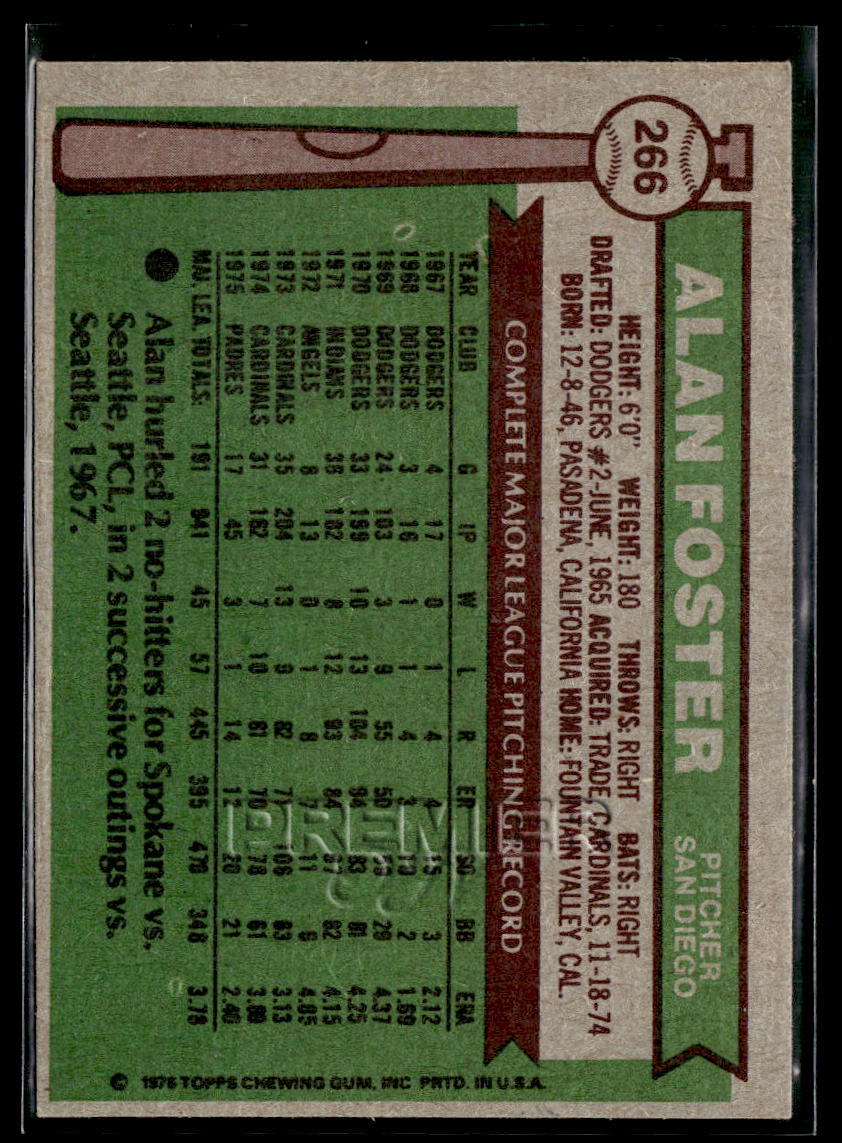 266
ALAN FOSTER
PITCHER
SAN DIEGO
HEIGHT: 6'0" WEIGHT: 180 THROWS: RIGHT BATS: RIGHT
DRAFTED: DODGERS #2-JUNE, 1965 ACQUIRED: TRADE CARDINALS, 11-18-74
BORN: 12-8-46, PASADENA, CALIFORNIA HOME: FOUNTAIN VALLEY, CAL.
COMPLETE MAJOR LEAGUE PITCHING RECORD
YEAR CLUB G IP W L R ER SO BB ERA
1967 DODGERS 4 17 0 1 4 4 15 3 2.12
1968 DODGERS 3 16 1 1 4 3 10 2 1.69
1969 DODGERS 24 103 3 9 55 50 29 4.37
1970 DODGERS 33 199 10 13 104 94 83 81 4.25
1971 INDIANS 38 182 8 12 93 84 97 82 4.15
1972 ANGELS 8 13 0 1 8 7 11 6 4.85
1973 CARDINALS 35 204 13 9 82 71 106 63 3.13
1974 CARDINALS 31 162 7 10 81 70 78 61 3.89
1975 PADRES 17 45 3 1 14 12 20 21 2.40
MAJ. LEA. TOTALS: 191 941 45 57 445 395 478 348 3.78
Alan hurled 2 no-hitters for Spokane vs.
Seattle, PCL, in 2 successive outings vs.
Seattle, 1967.
© 1976 TOPPS CHEWING GUM, INC PRTD. IN U.S.A.
PREMIER